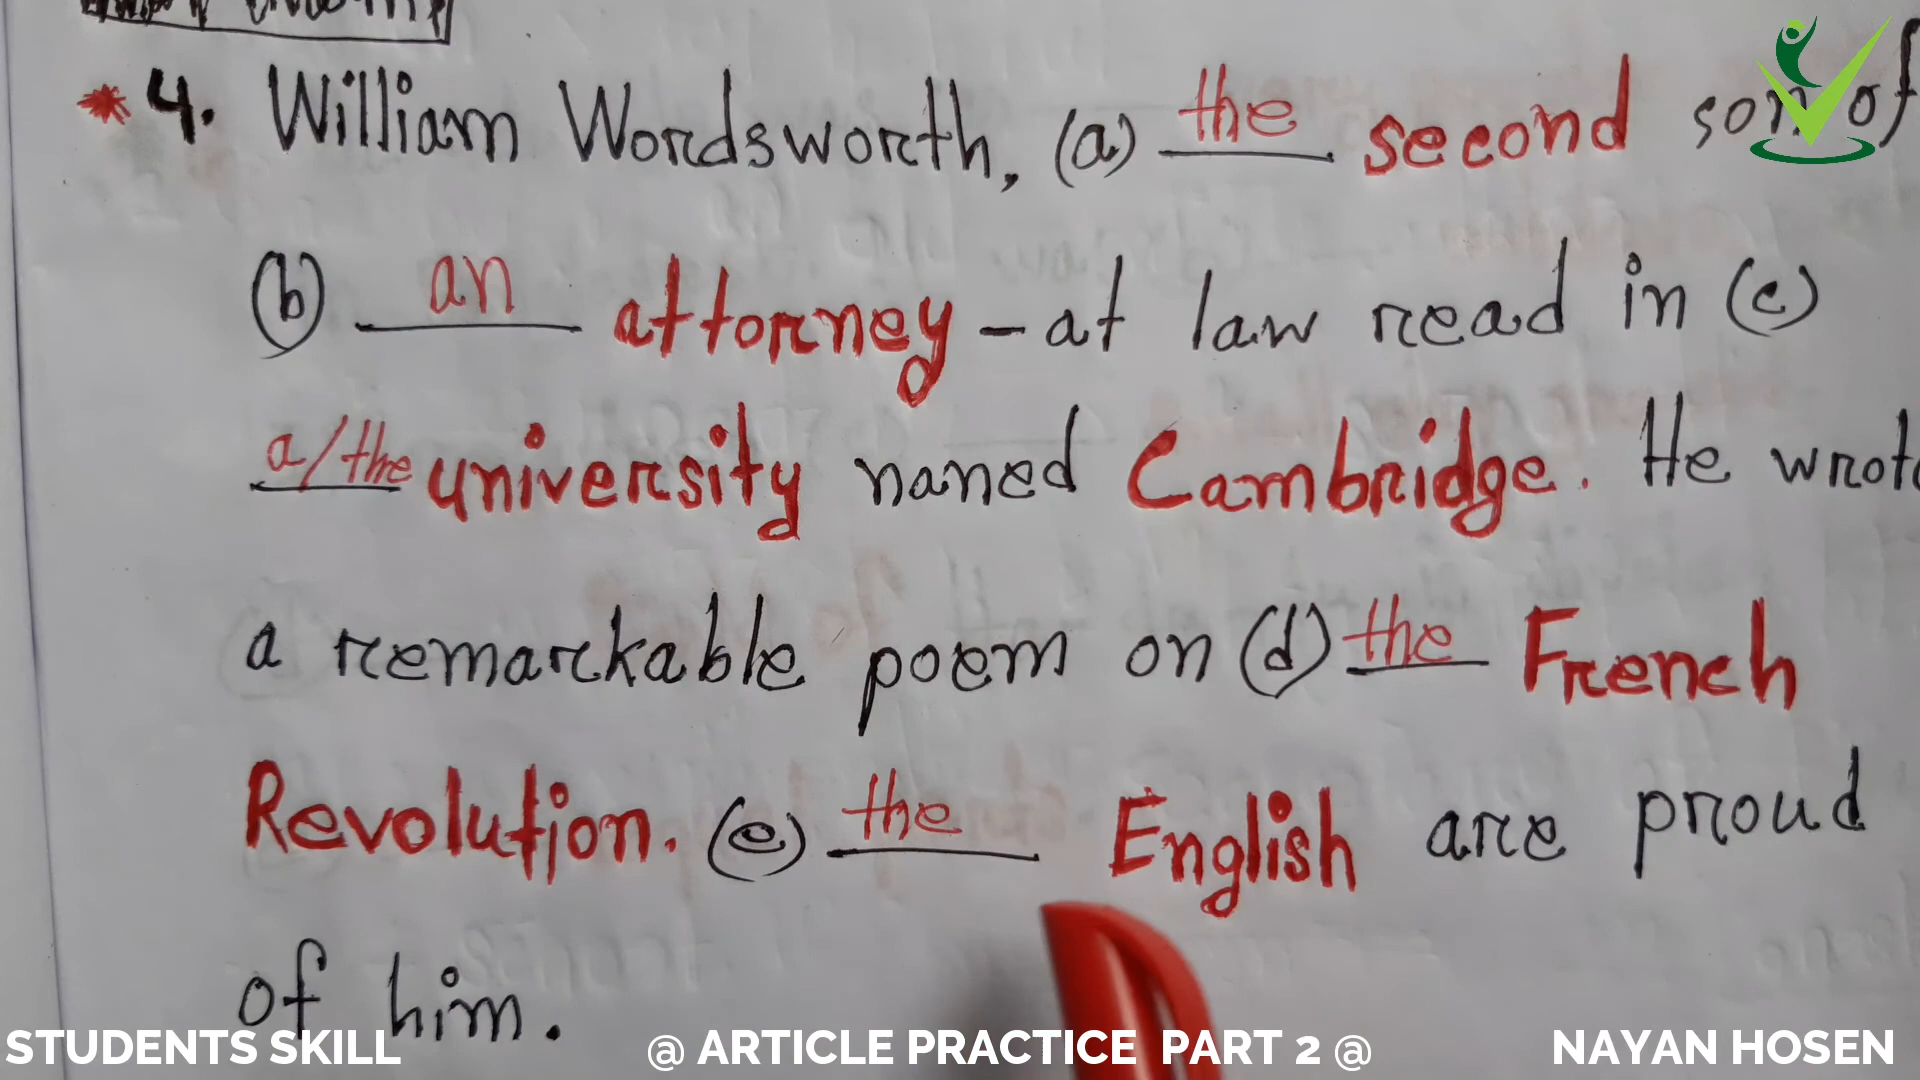 *4. William Wordsworth, (a) the second son of
(b) an attorney - at law read in (c)
a/the university named Cambridge. He wrote
a remarkable poem on (d) the French
Revolution. (e) the English are proud
of him.
STUDENTS SKILL @ ARTICLE PRACTICE PART 2 @ NAYAN HOSEN